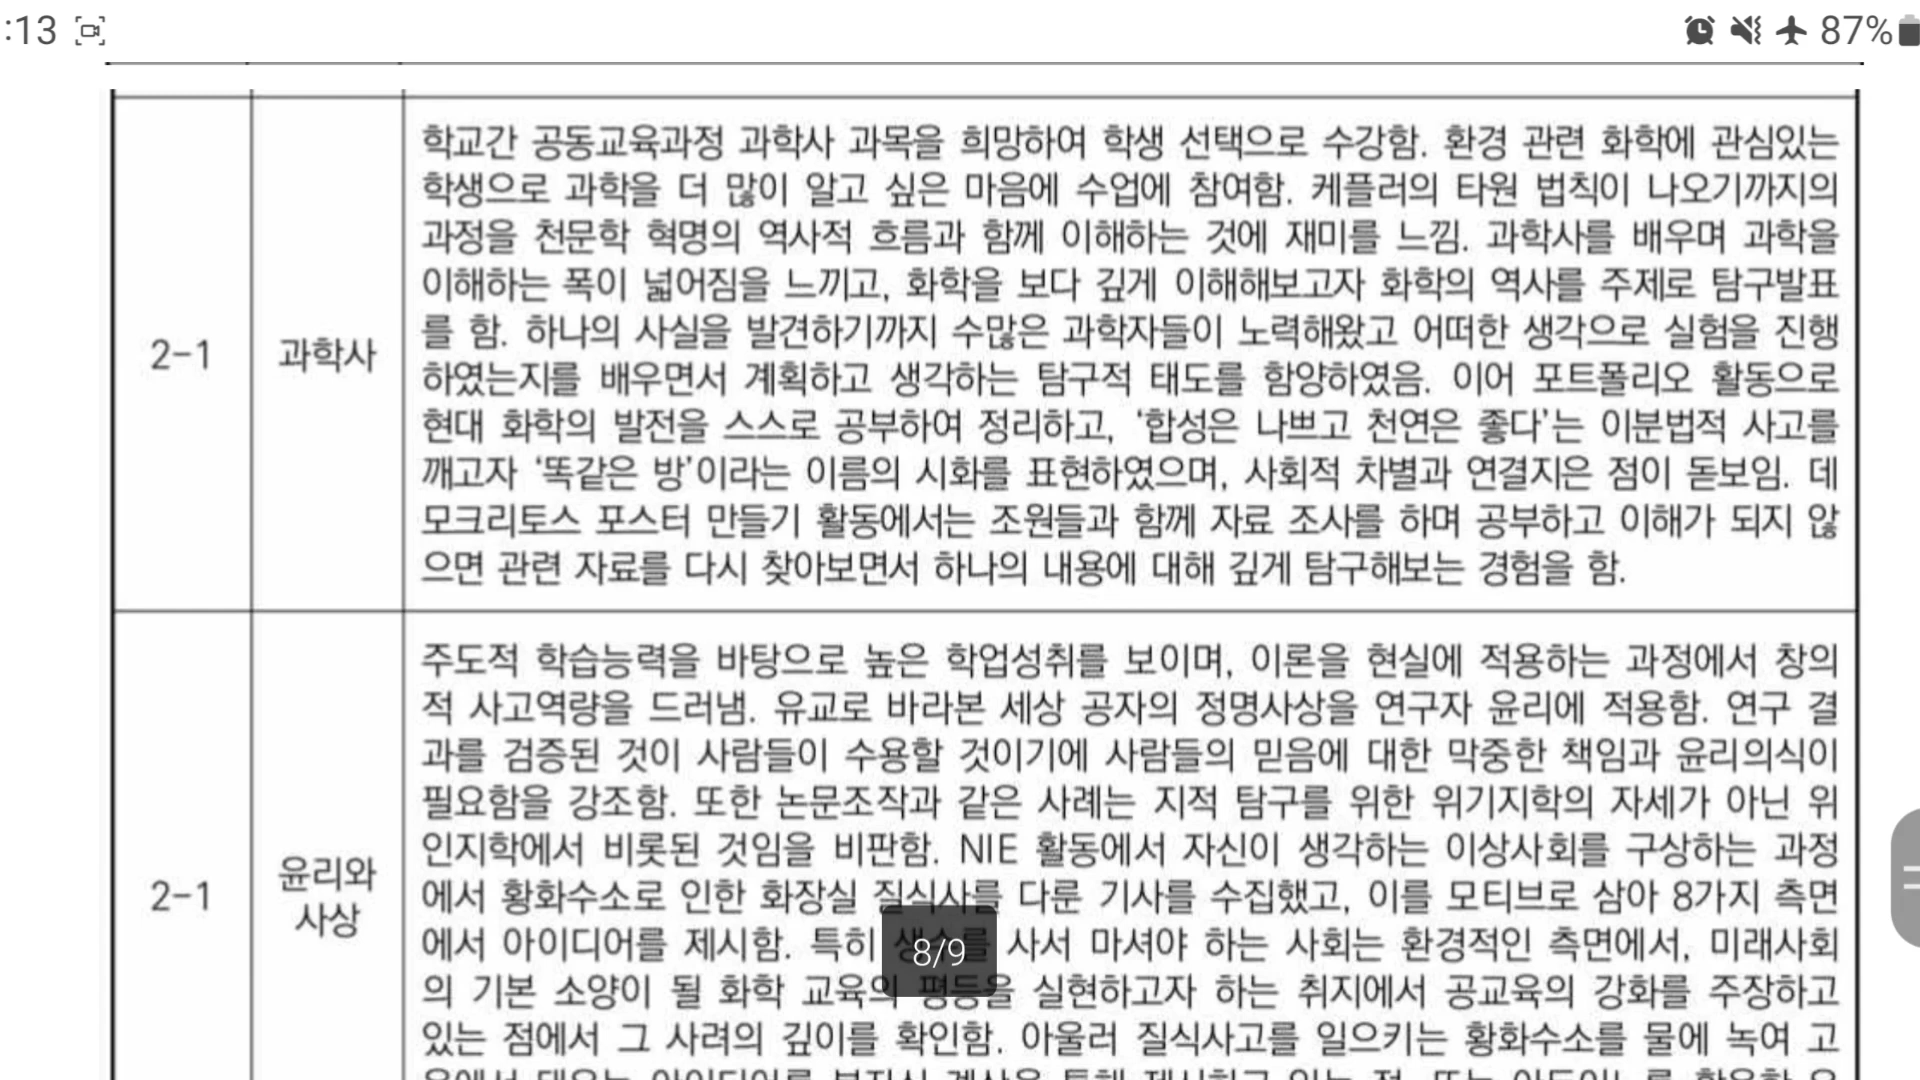 :13
87%
학교간 공동교육과정 과학사 과목을 희망하여 학생 선택으로 수강함. 환경 관련 화학에 관심있는
학생으로 과학을 더 많이 알고 싶은 마음에 수업에 참여함. 케플러의 타원 법칙이 나오기까지의
과정을 천문학 혁명의 역사적 흐름과 함께 이해하는 것에 재미를 느낌. 과학사를 배우며 과학을
이해하는 폭이 넓어짐을 느끼고, 화학을 보다 깊게 이해해보고자 화학의 역사를 주제로 탐구발표
를 함. 하나의 사실을 발견하기까지 수많은 과학자들이 노력해왔고 어떠한 생각으로 실험을 진행
2-1
과학사
하였는지를 배우면서 계획하고 생각하는 탐구적 태도를 함양하였음. 이어 포트폴리오 활동으로
현대 화학의 발전을 스스로 공부하여 정리하고, ‘합성은 나쁘고 천연은 좋다’는 이분법적 사고를
깨고자 ‘똑같은 방’이라는 이름의 시화를 표현하였으며, 사회적 차별과 연결지은 점이 돋보임. 데
모크리토스 포스터 만들기 활동에서는 조원들과 함께 자료 조사를 하며 공부하고 이해가 되지 않
으면 관련 자료를 다시 찾아보면서 하나의 내용에 대해 깊게 탐구해보는 경험을 함.
주도적 학습능력을 바탕으로 높은 학업성취를 보이며, 이론을 현실에 적용하는 과정에서 창의
적 사고역량을 드러냄. 유교로 바라본 세상 공자의 정명사상을 연구자 윤리에 적용함. 연구 결
과를 검증된 것이 사람들이 수용할 것이기에 사람들의 믿음에 대한 막중한 책임과 윤리의식이
필요함을 강조함. 또한 논문조작과 같은 사례는 지적 탐구를 위한 위기지학의 자세가 아닌 위
인지학에서 비롯된 것임을 비판함. NIE 활동에서 자신이 생각하는 이상사회를 구상하는 과정
2-1
윤리와
사상
에서 황화수소로 인한 화장실 질식사를 다룬 기사를 수집했고, 이를 모티브로 삼아 8가지 측면
에서 아이디어를 제시함. 특히 생수를 사서 마셔야 하는 사회는 환경적인 측면에서, 미래사회
8/9
의 기본 소양이 될 화학 교육의 평등을 실현하고자 하는 취지에서 공교육의 강화를 주장하고
있는 점에서 그 사려의 깊이를 확인함. 아울러 질식사고를 일으키는 황화수소를 물에 녹여 고